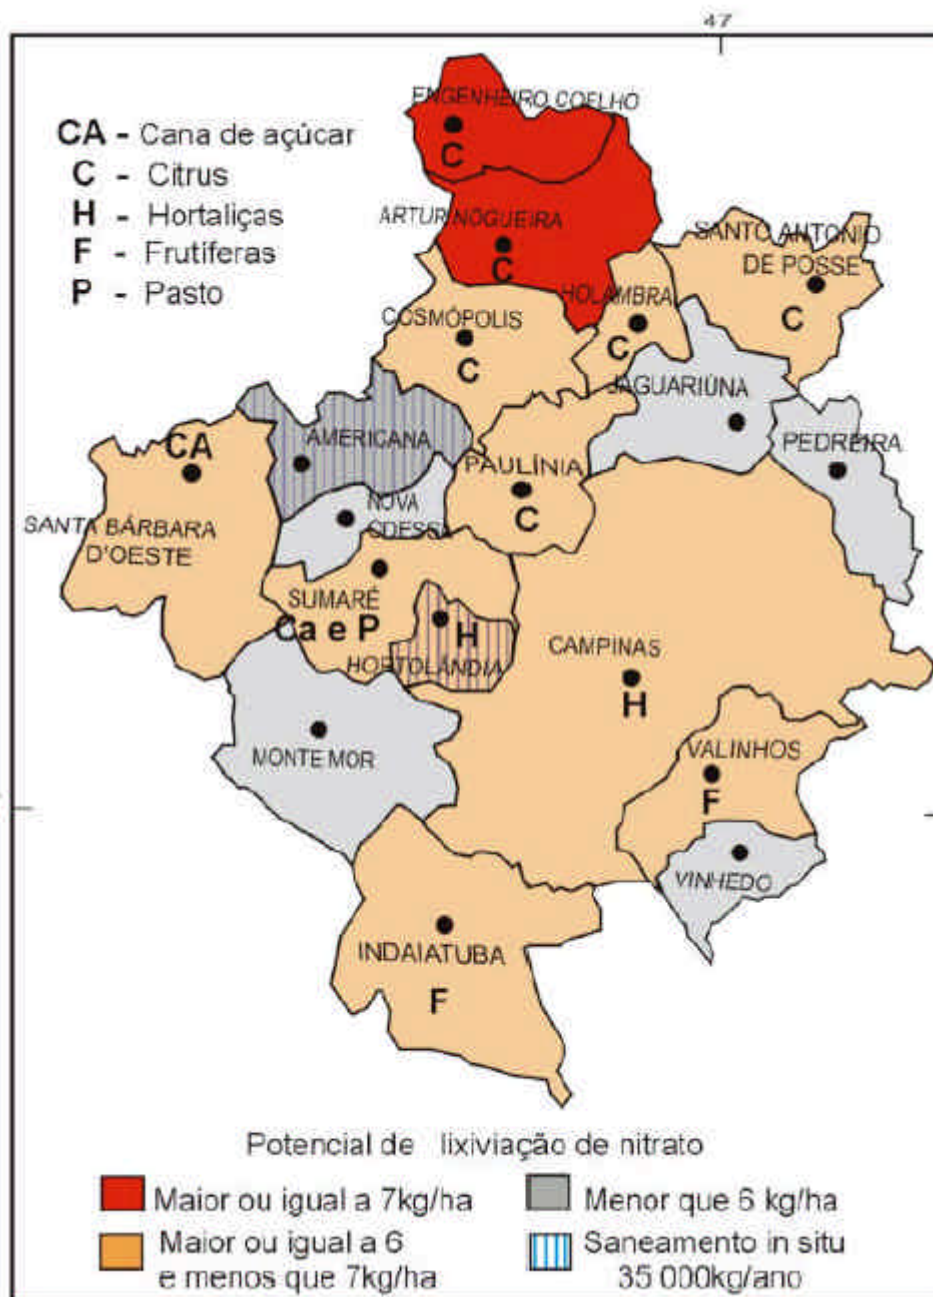 47
ENGENHEIRO COELHO
C
CA - Cana de açúcar
C - Citrus
H - Hortaliças
F - Frutíferas
P - Pasto
ARTUR NOGUEIRA
C
SANTO ANTONIO
DE POSSE
C
HOLAMBRA
C
COSMÓPOLIS
C
JAGUARIÚNA
PEDREIRA
AMERICANA
CA
SANTA BÁRBARA
D'OESTE
PAULÍNIA
C
NOVA
ODESSA
SUMARÉ
Ca e P
H
HORTOLÂNDIA
CAMPINAS
H
MONTE MOR
VALINHOS
F
VINHEDO
INDAIATUBA
F
Potencial de lixiviação de nitrato
Maior ou igual a 7kg/ha
Maior ou igual a 6
e menos que 7kg/ha
Menor que 6 kg/ha
Saneamento in situ
35 000kg/ano